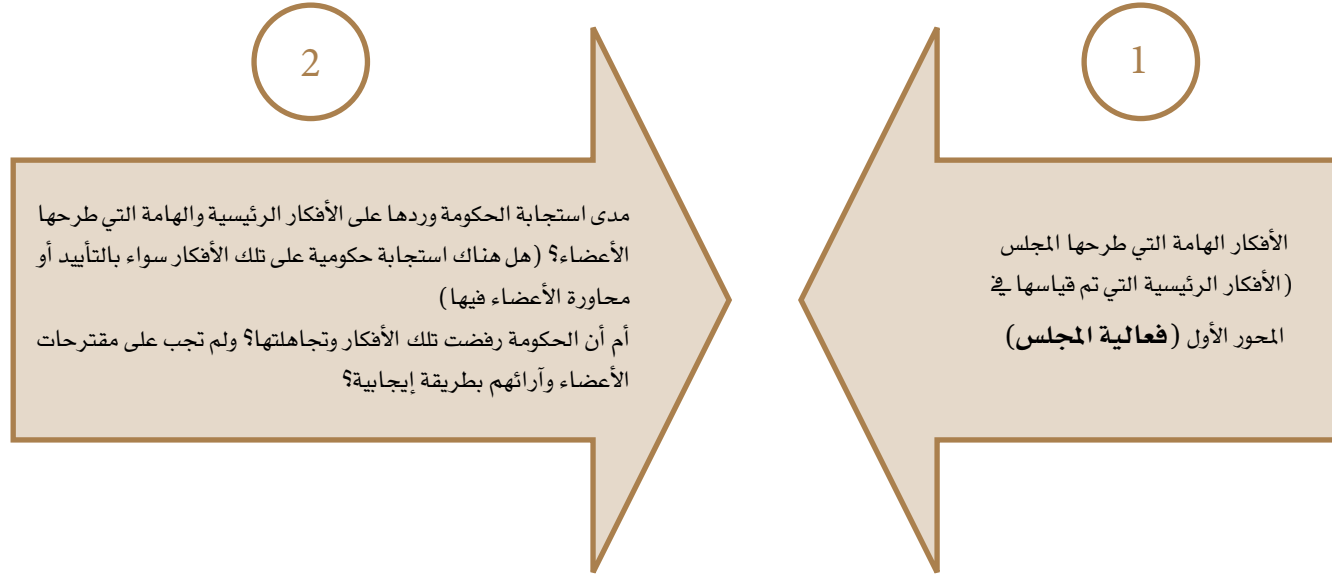 1
الأفكار الهامة التي طرحها المجلس
(الأفكار الرئيسية التي تم قياسها في
المحور الأول (فعالية المجلس)
2
مدى استجابة الحكومة وردها على الأفكار الرئيسية والهامة التي طرحها
الأعضاء؟ (هل هناك استجابة حكومية على تلك الأفكار سواء بالتأييد أو
محاورة الأعضاء فيها)
أم أن الحكومة رفضت تلك الأفكار وتجاهلتها؟ ولم تجب على مقترحات
الأعضاء وآرائهم بطريقة إيجابية؟